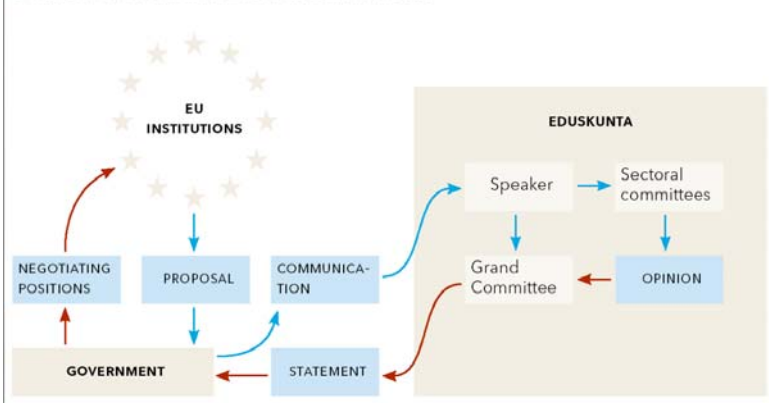 EU
INSTITUTIONS
EDUSKUNTA
Speaker
Sectoral
committees
NEGOTIATING
POSITIONS
PROPOSAL
COMMUNICA-
TION
Grand
Committee
OPINION
GOVERNMENT
STATEMENT